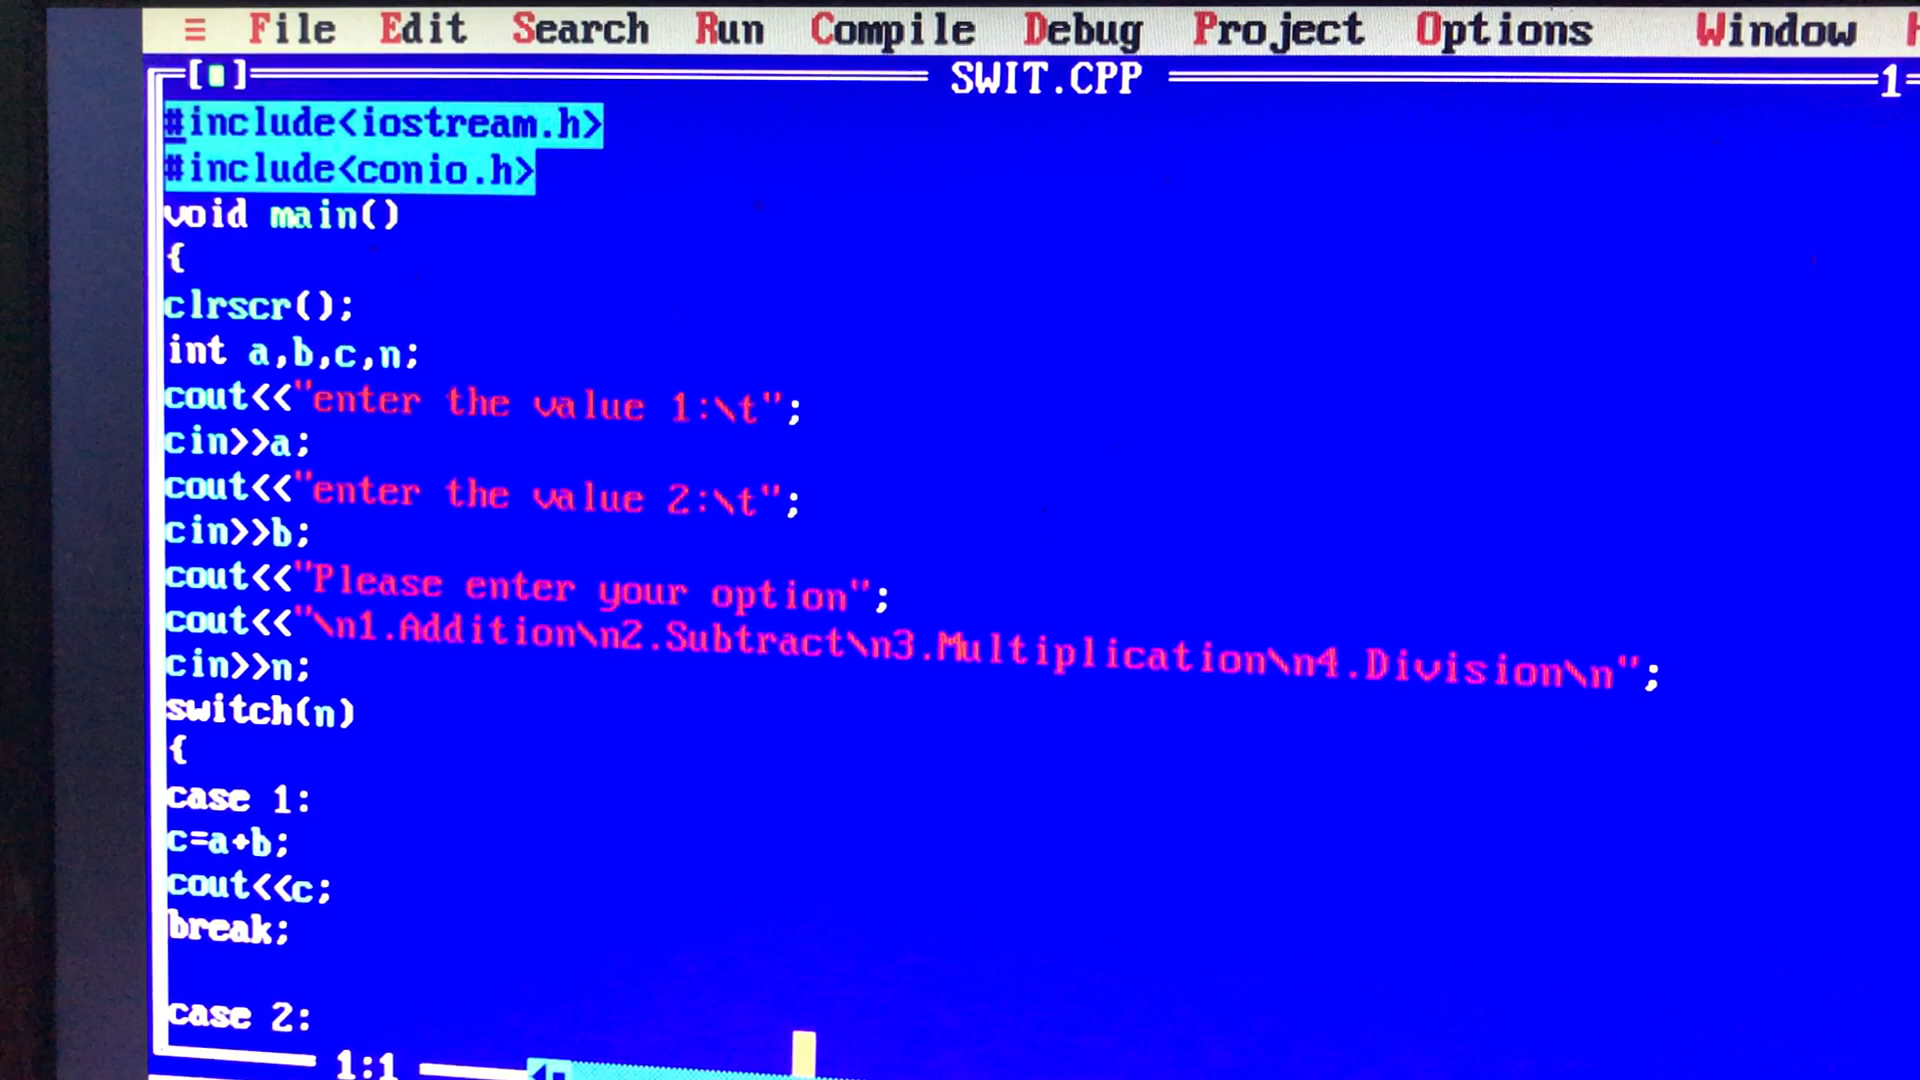 ≡ File Edit Search Run Compile Debug Project Options Window
[■] SWIT.CPP 1
#include<iostream.h>
#include<conio.h>
void main()
{
clrscr();
int a,b,c,n;
cout<<"enter the value 1:\t";
cin>>a;
cout<<"enter the value 2:\t";
cin>>b;
cout<<"Please enter your option";
cout<<"\n1.Addition\n2.Subtract\n3.Multiplication\n4.Division\n";
cin>>n;
switch(n)
{
case 1:
c=a+b;
cout<<c;
break;
case 2:
1:1